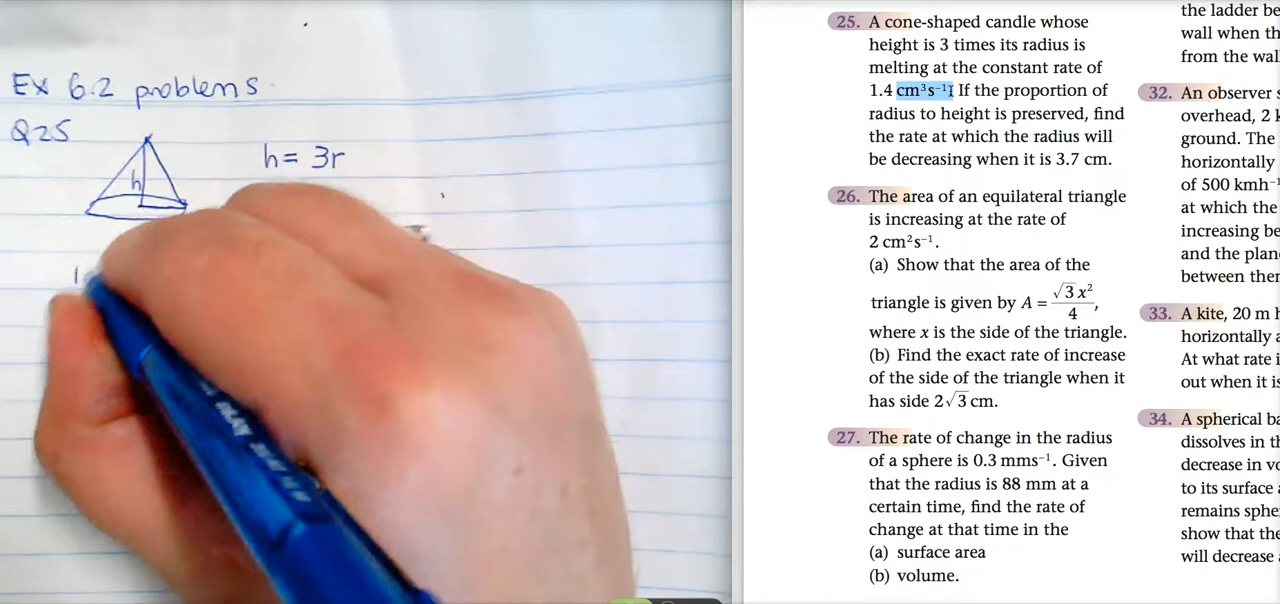 Ex 6.2 problems.
Q25
h = 3r
h
25. A cone-shaped candle whose
height is 3 times its radius is
melting at the constant rate of
1.4 cm³s⁻¹. If the proportion of
radius to height is preserved, find
the rate at which the radius will
be decreasing when it is 3.7 cm.
26. The area of an equilateral triangle
is increasing at the rate of
2 cm²s⁻¹.
(a) Show that the area of the
triangle is given by A = √3 x²/4,
where x is the side of the triangle.
(b) Find the exact rate of increase
of the side of the triangle when it
has side 2√3 cm.
27. The rate of change in the radius
of a sphere is 0.3 mms⁻¹. Given
that the radius is 88 mm at a
certain time, find the rate of
change at that time in the
(a) surface area
(b) volume.
the ladder be
wall when th
from the wal
32. An observer s
overhead, 2 k
ground. The
horizontally
of 500 kmh⁻¹
at which the
increasing be
and the plan
between ther
33. A kite, 20 m h
horizontally a
At what rate i
out when it is
34. A spherical ba
dissolves in th
decrease in vo
to its surface
remains sphe
show that the
will decrease